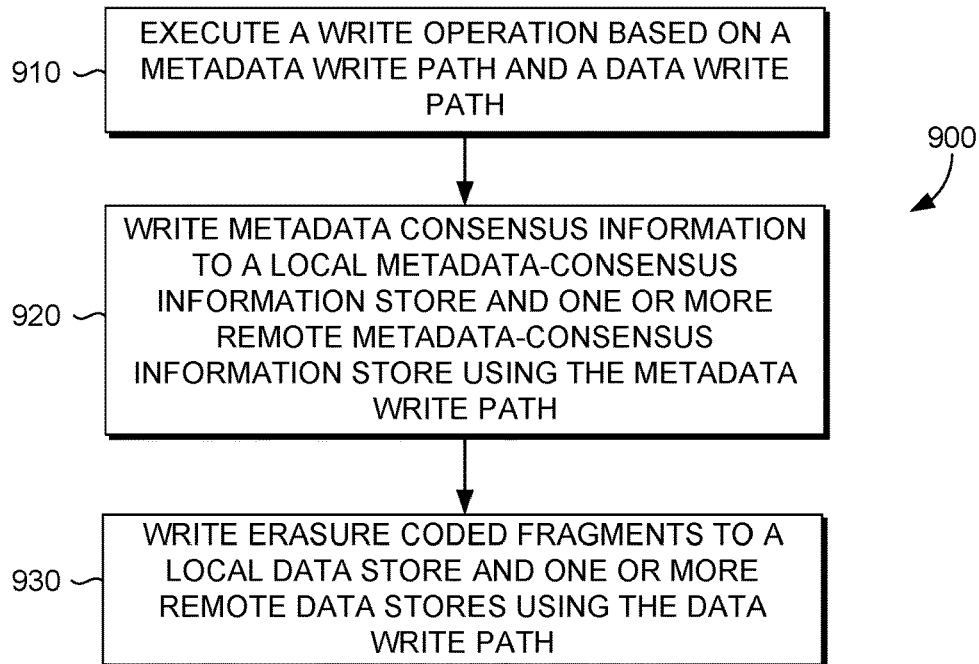 EXECUTE A WRITE OPERATION BASED ON A
910
METADATA WRITE PATH AND A DATA WRITE
PATH
900
WRITE METADATA CONSENSUS INFORMATION
TO A LOCAL METADATA-CONSENSUS
INFORMATION STORE AND ONE OR MORE
920
REMOTE METADATA-CONSENSUS
INFORMATION STORE USING THE METADATA
WRITE PATH
WRITE ERASURE CODED FRAGMENTS TO A
LOCAL DATA STORE AND ONE OR MORE
930
REMOTE DATA STORES USING THE DATA
WRITE PATH